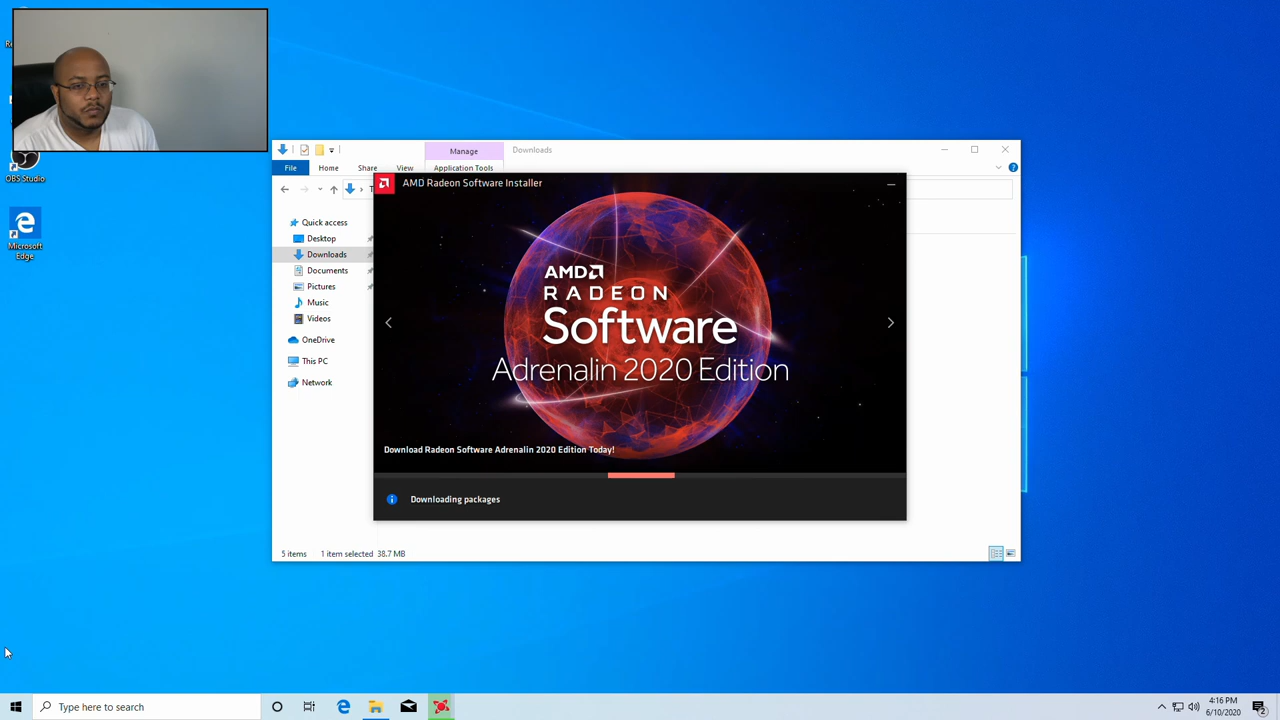 Re
OBS Studio
Microsoft
Edge
Manage
Downloads
File
Home
Share
View
Application Tools
Quick access
Desktop
Downloads
Documents
Pictures
Music
Videos
OneDrive
This PC
Network
AMD Radeon Software Installer
AMD
RADEON
Software
Adrenalin 2020 Edition
Download Radeon Software Adrenalin 2020 Edition Today!
Downloading packages
5 items
1 item selected 38.7 MB
Type here to search
4:16 PM
6/10/2020
2